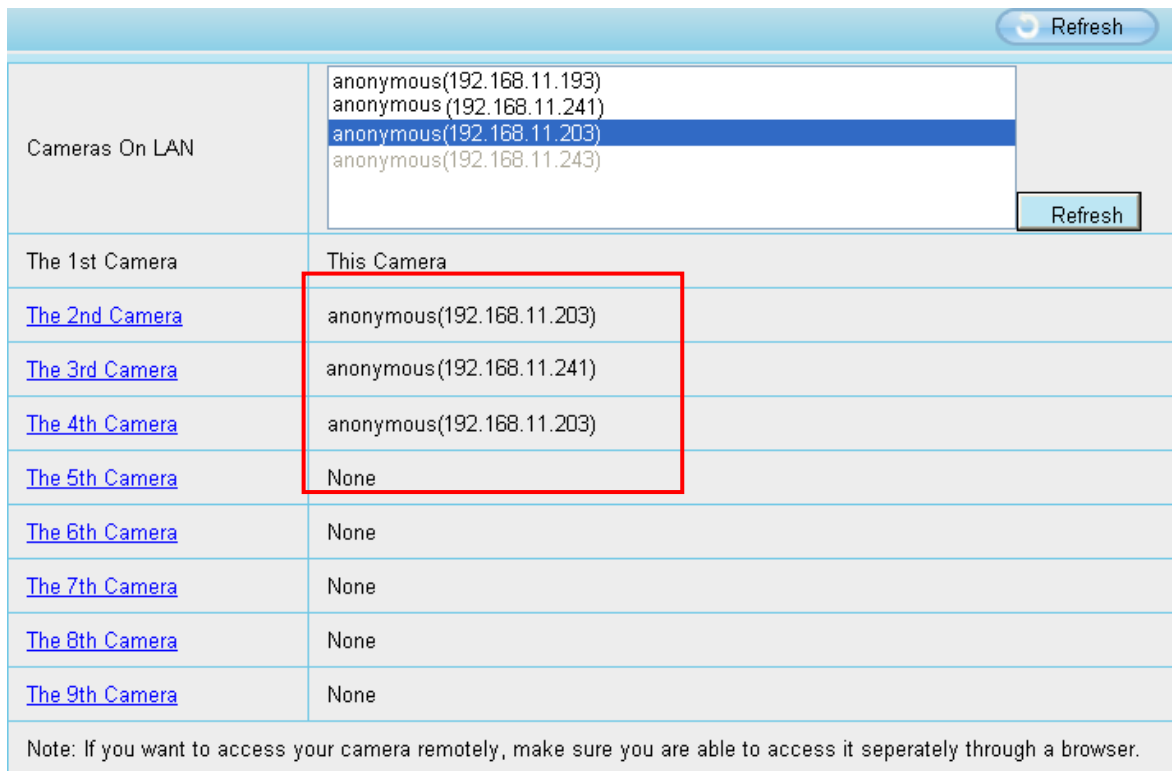 Refresh
anonymous(192.168.11.193)
anonymous (192.168.11.241)
anonymous(192.168.11.203)
anonymous(192.168.11.243)
Cameras On LAN
Refresh
The 1st Camera This Camera
The 2nd Camera anonymous(192.168.11.203)
The 3rd Camera anonymous(192.168.11.241)
The 4th Camera anonymous(192.168.11.203)
The 5th Camera None
The 6th Camera None
The 7th Camera None
The 8th Camera None
The 9th Camera None
Note: If you want to access your camera remotely, make sure you are able to access it seperately through a browser.